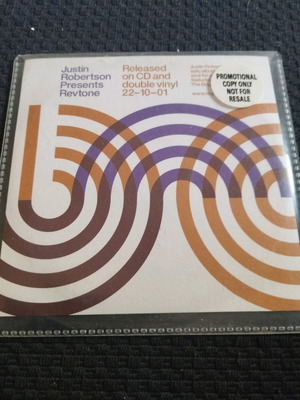 Justin
Robertson
Presents
Revtone
Released
on CD and
double vinyl
22–10–01
PROMOTIONAL
COPY ONLY
NOT FOR
RESALE